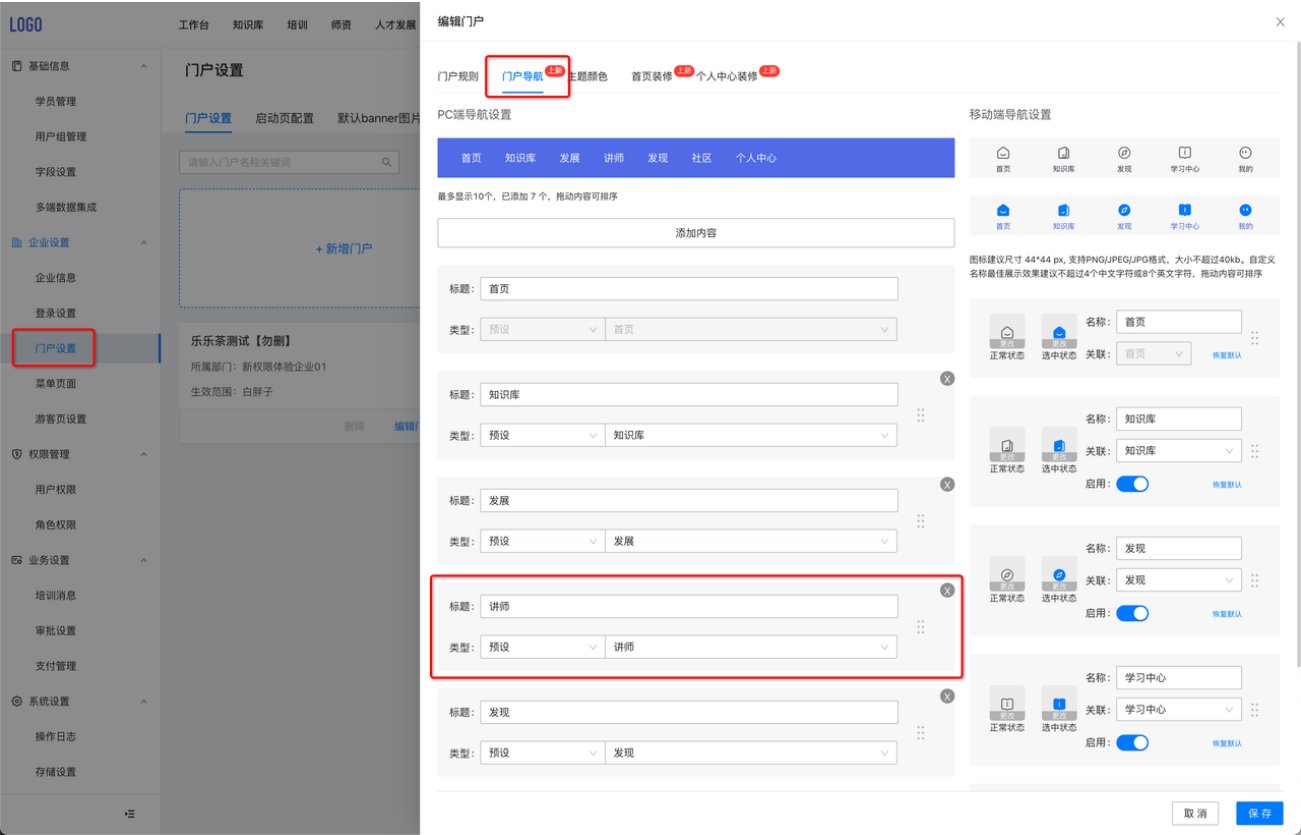 LOGO
工作台 知识库 培训 师资 人才发展
基础信息
学员管理
用户组管理
字段设置
多端数据集成
企业设置
企业信息
登录设置
门户设置
菜单页面
游客页设置
权限管理
用户权限
角色权限
业务设置
培训消息
审批设置
支付管理
系统设置
操作日志
存储设置
门户设置
门户设置 启动页配置 默认banner图片
请输入门户名称关键词
+ 新增门户
乐乐茶测试【勿删】
所属部门：新权限体验企业01
生效范围：白胖子
删除 编辑门
编辑门户
门户规则 门户导航 上新 主题颜色 首页装修 上新 个人中心装修 上新
PC端导航设置
首页 知识库 发展 讲师 发现 社区 个人中心
最多显示10个，已添加 7 个，拖动内容可排序
添加内容
标题： 首页
类型： 预设 首页
X
标题： 知识库
类型： 预设 知识库
X
标题： 发展
类型： 预设 发展
X
标题： 讲师
类型： 预设 讲师
X
标题： 发现
类型： 预设 发现
移动端导航设置
首页 知识库 发现 学习中心 我的
首页 知识库 发现 学习中心 我的
图标建议尺寸 44*44 px, 支持PNG/JPEG/JPG格式，大小不超过40kb。自定义
名称最佳展示效果建议不超过4个中文字符或8个英文字符，拖动内容可排序
名称： 首页
更改 更改
正常状态 选中状态 关联： 首页 恢复默认
名称： 知识库
更改 更改 关联： 知识库
正常状态 选中状态
启用： 恢复默认
名称： 发现
更改 更改 关联： 发现
正常状态 选中状态
启用： 恢复默认
名称： 学习中心
更改 更改 关联： 学习中心
正常状态 选中状态
启用： 恢复默认
取 消 保 存